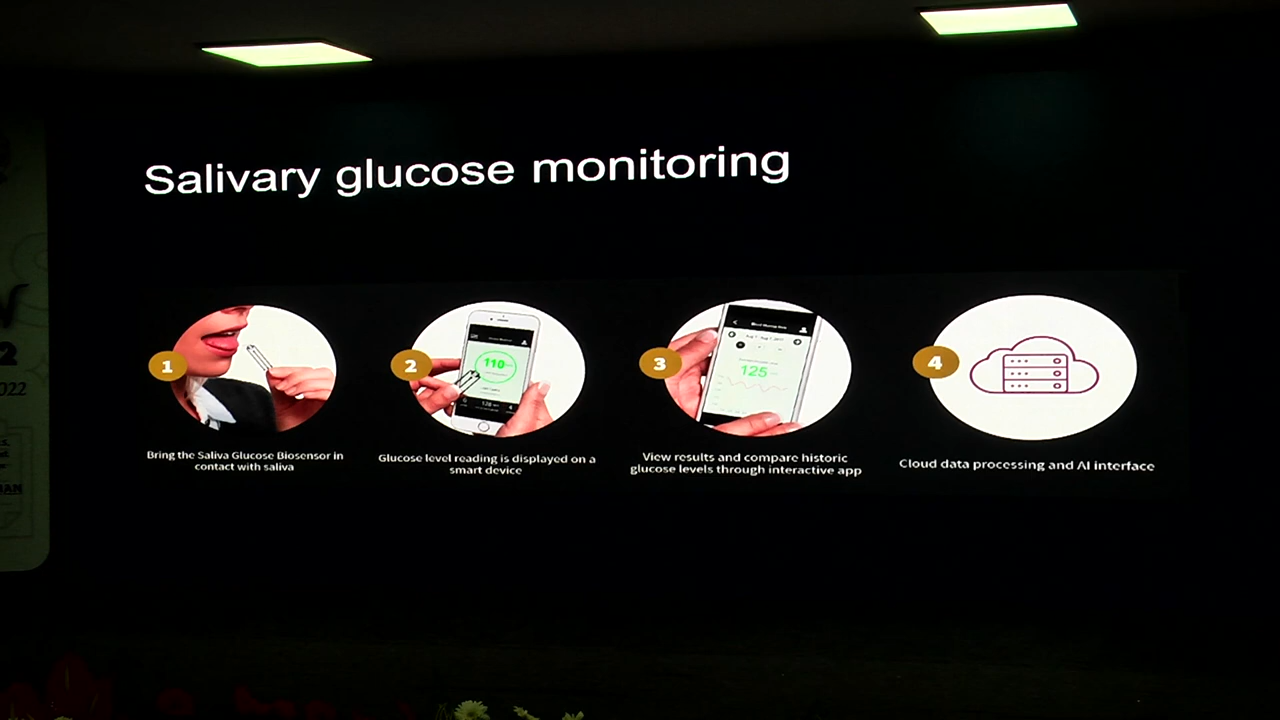 Salivary glucose monitoring
1
2
3
4
110
125
Bring the Saliva Glucose Biosensor in
contact with saliva
Glucose level reading is displayed on a
smart device
View results and compare historic
glucose levels through interactive app
Cloud data processing and AI interface
2
022